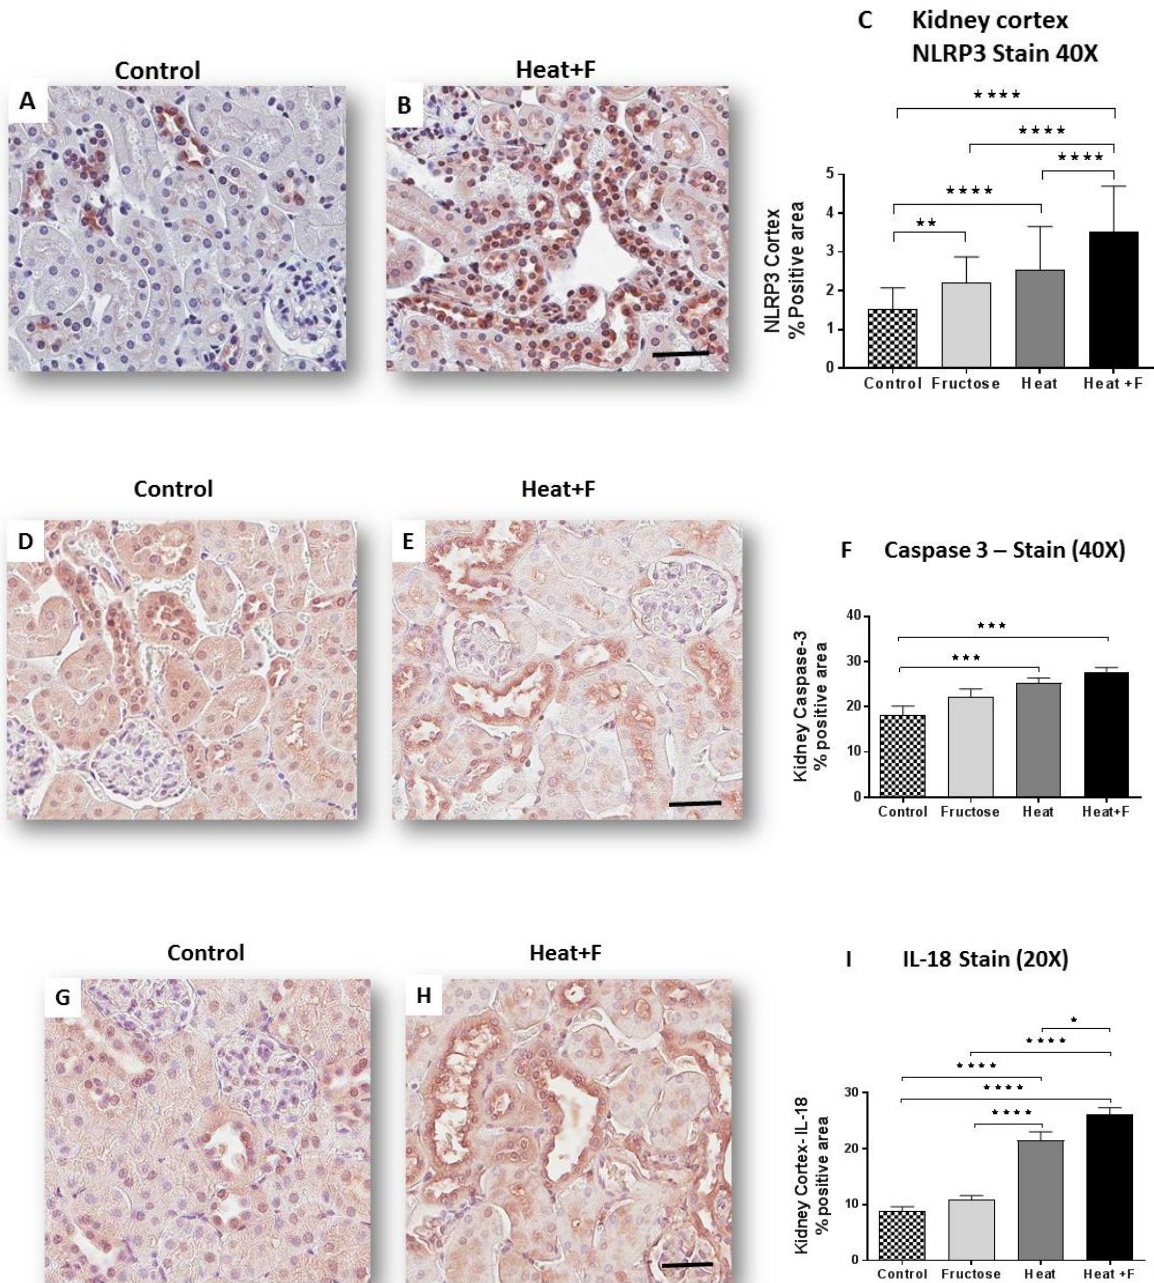 C Kidney cortex
NLRP3 Stain 40X
Control
Heat+F
A
B
★★★★
★★★★
★★★★
★★★★
★★
NLRP3 Cortex
% Positive area
5
4
3
2
1
0
Control Fructose Heat Heat +F
Control
Heat+F
D
E
F Caspase 3 – Stain (40X)
★★★
★★★
Kidney Caspase-3
% positive area
40
30
20
10
0
Control Fructose Heat Heat+F
Control
Heat+F
G
H
I IL-18 Stain (20X)
★
★★★★
★★★★
★★★★
★★★★
Kidney Cortex- IL-18
% positive area
30
20
10
0
Control Fructose Heat Heat +F